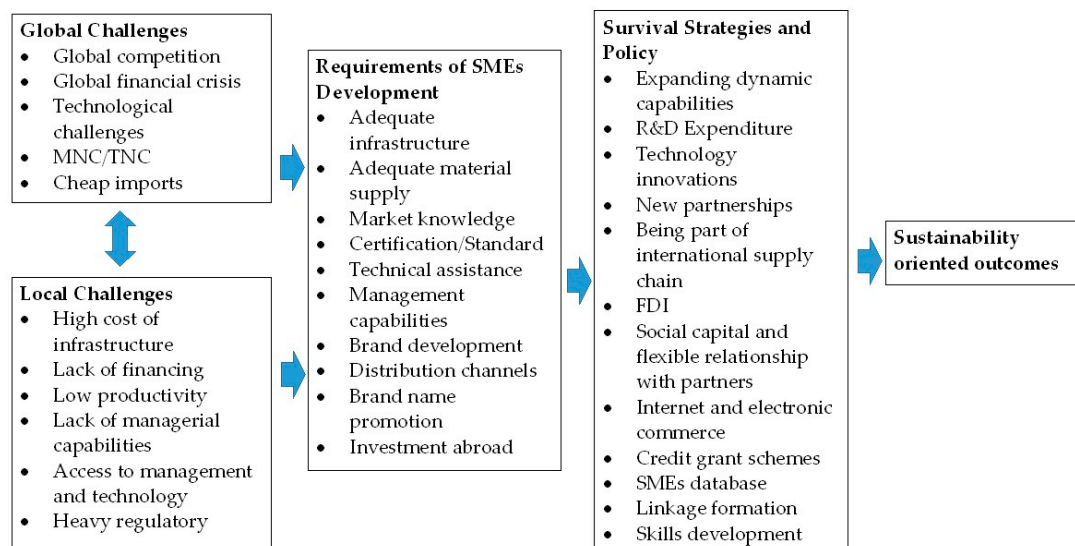 Global Challenges
• Global competition
• Global financial crisis
• Technological
challenges
• MNC/TNC
• Cheap imports
Local Challenges
• High cost of
infrastructure
• Lack of financing
• Low productivity
• Lack of managerial
capabilities
• Access to management
and technology
• Heavy regulatory
Requirements of SMEs
Development
• Adequate
infrastructure
• Adequate material
supply
• Market knowledge
• Certification/Standard
• Technical assistance
• Management
capabilities
• Brand development
• Distribution channels
• Brand name
promotion
• Investment abroad
Survival Strategies and
Policy
• Expanding dynamic
capabilities
• R&D Expenditure
• Technology
innovations
• New partnerships
• Being part of
international supply
chain
• FDI
• Social capital and
flexible relationship
with partners
• Internet and electronic
commerce
• Credit grant schemes
• SMEs database
• Linkage formation
• Skills development
Sustainability
oriented outcomes